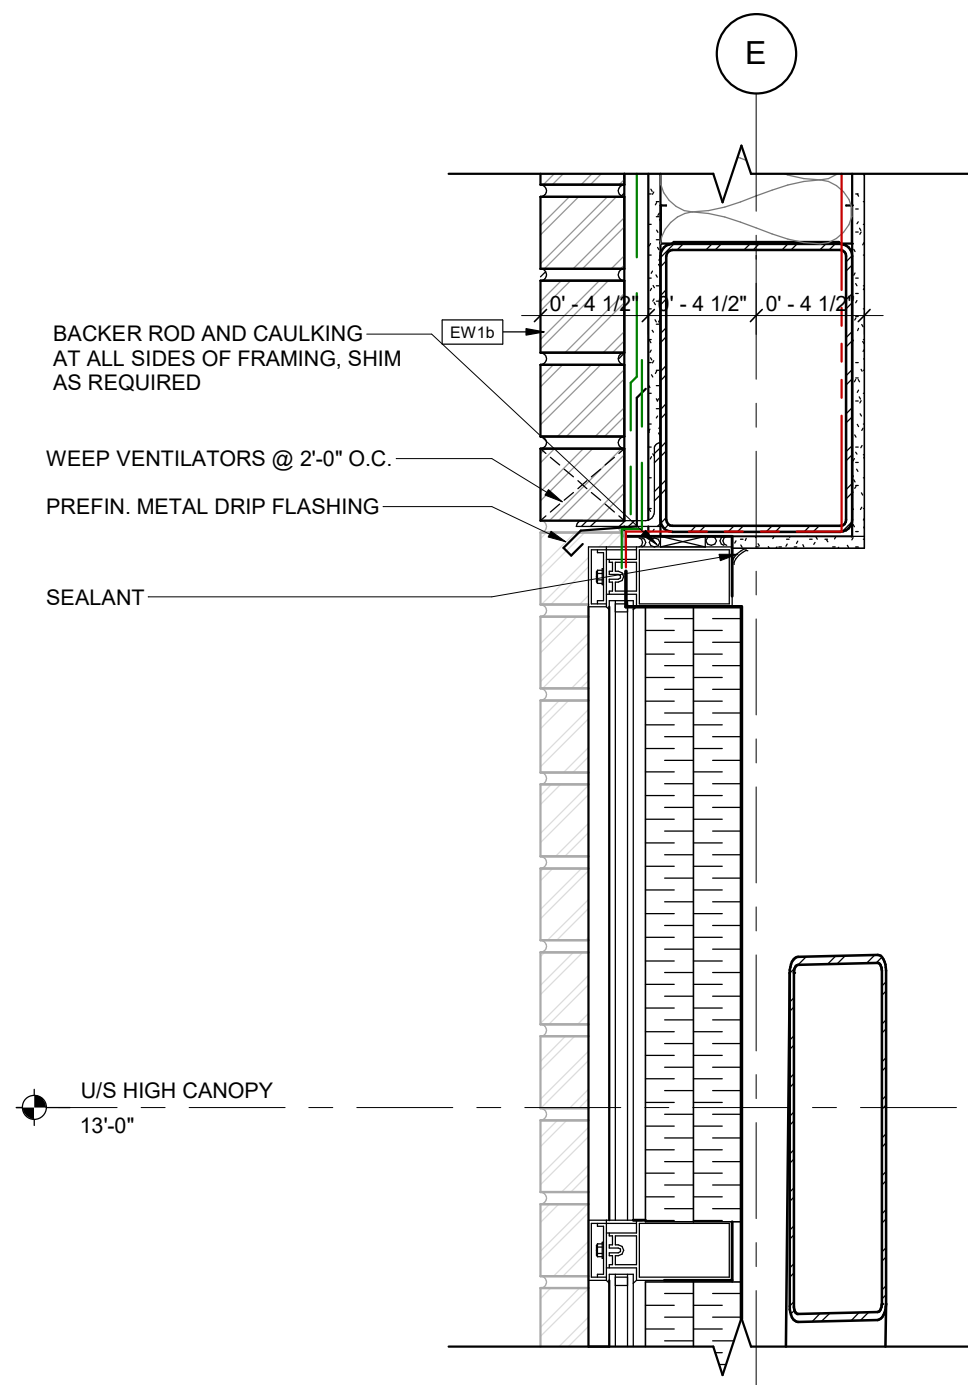 E
0' - 4 1/2" 0' - 4 1/2" 0' - 4 1/2"
EW1b
BACKER ROD AND CAULKING
AT ALL SIDES OF FRAMING, SHIM
AS REQUIRED
WEEP VENTILATORS @ 2'-0" O.C.
PREFIN. METAL DRIP FLASHING
SEALANT
U/S HIGH CANOPY
13'-0"